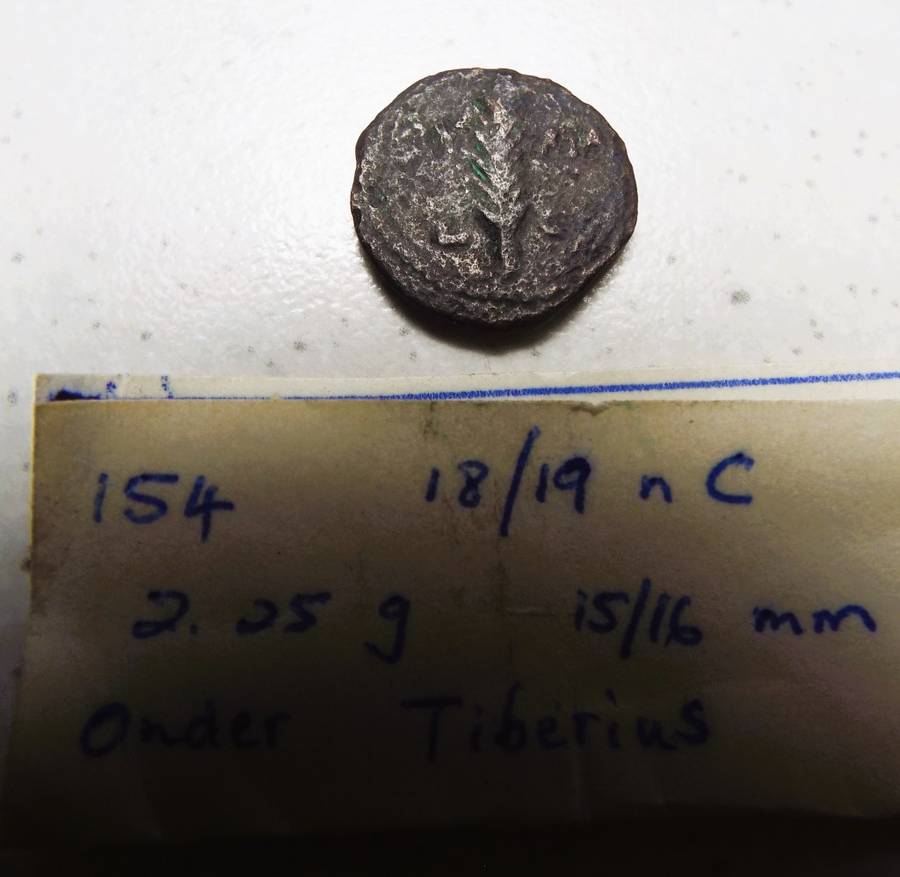 154 18/19 n C
2.25 g 15/16 mm
Onder Tiberius